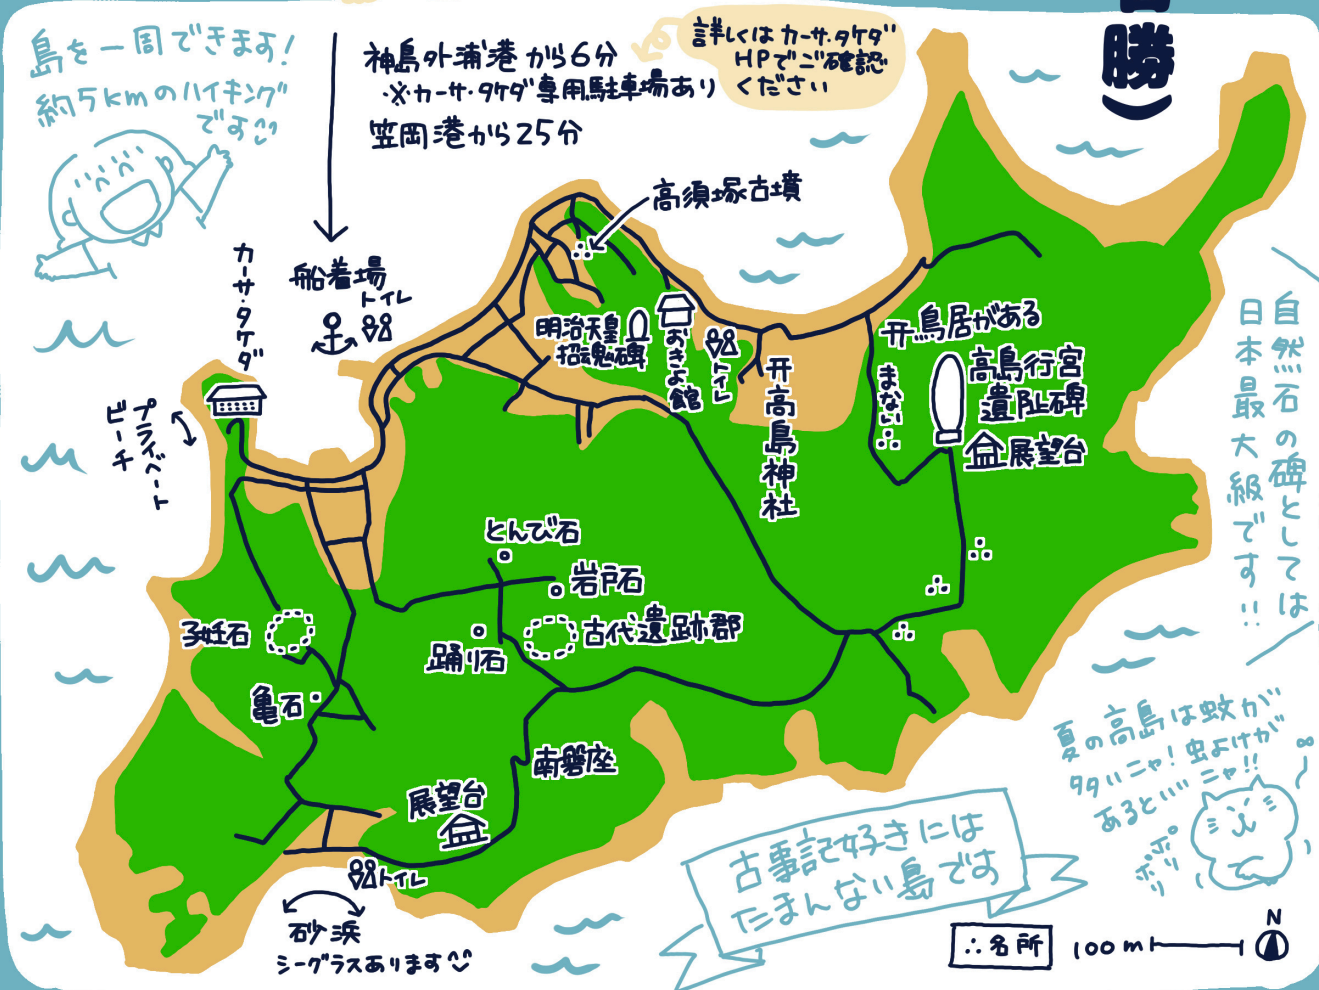 島を一周できます!
約5kmのハイキング
です
神島外浦港から6分
※カーサ・タケダ専用駐車場あり
笠岡港から25分
詳しくはカーサ・タケダ
HPでご確認
ください
勝
高須塚古墳
カーサ・タケダ
船着場
トイレ
プライベート
ビーチ
明治天皇
招魂碑
おきよ館
トイレ
高島神社
鳥居がある
まない
高島行宮
遺阯碑
展望台
自然石の碑としては
日本最大級です!!
とんび石
岩戸石
踊り石
古代遺跡郡
子妊石
亀石
南磐座
展望台
トイレ
砂浜
シーグラスあります
夏の高島は蚊が
多いニャ!虫よけが
あるといいニャ!!
ポリポリ
古事記好きには
たまんない島です
∴名所
100m
N